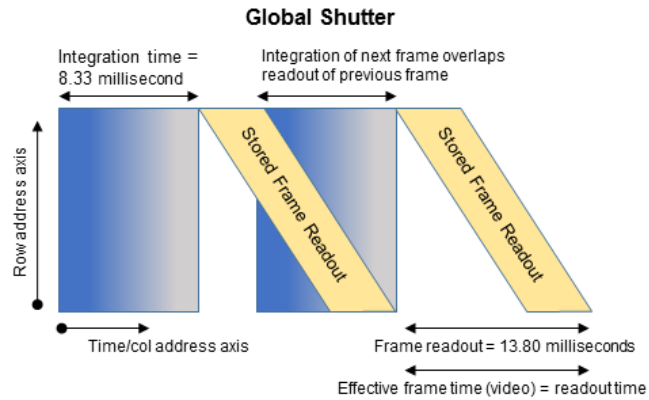 Global Shutter
Integration time =
8.33 millisecond
Integration of next frame overlaps
readout of previous frame
Row address axis
Stored Frame Readout
Stored Frame Readout
Time/col address axis
Frame readout = 13.80 milliseconds
Effective frame time (video) = readout time